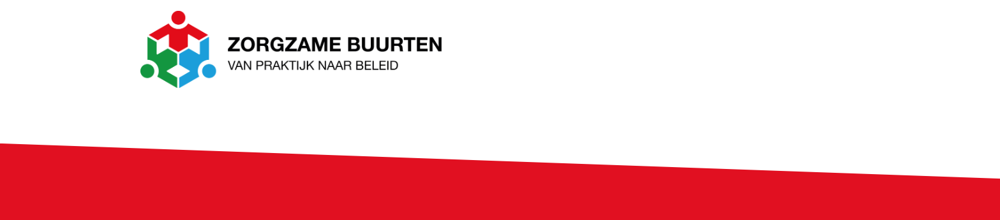 ZORGZAME BUURTEN
VAN PRAKTIJK NAAR BELEID